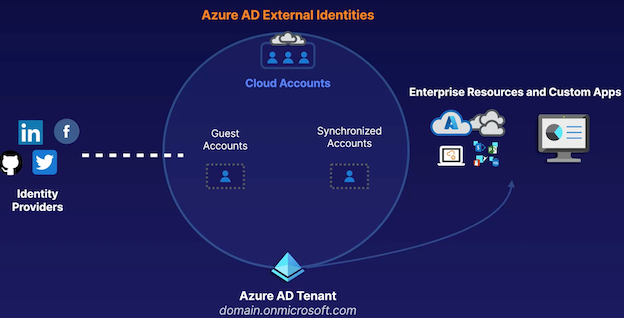 Azure AD External Identities
Cloud Accounts
Enterprise Resources and Custom Apps
in
f
Guest
Accounts
Synchronized
Accounts
Identity
Providers
Azure AD Tenant
domain.onmicrosoft.com